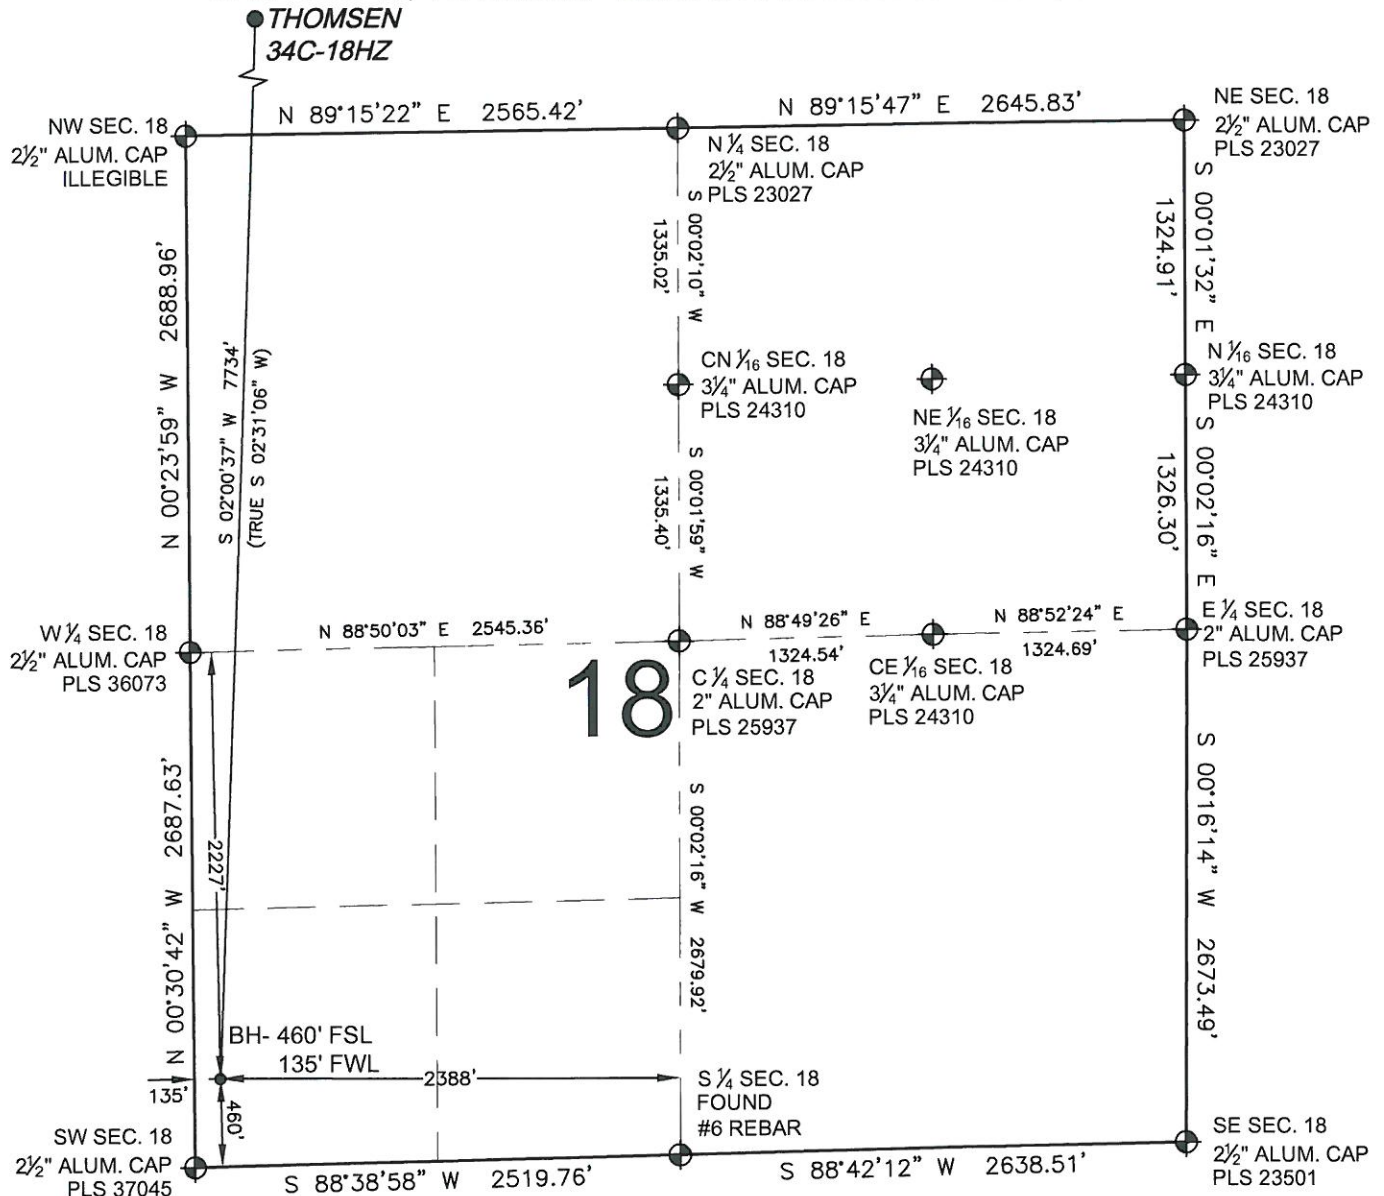 THOMSEN
34C-18HZ
N 89°15'22" E 2565.42'
N 89°15'47" E 2645.83'
NW SEC. 18
2½" ALUM. CAP
ILLEGIBLE
N ¼ SEC. 18
2½" ALUM. CAP
PLS 23027
NE SEC. 18
2½" ALUM. CAP
PLS 23027
N 00°23'59" W 2688.96'
S 02°00'37" W 7734'
(TRUE S 02°31'06" W)
S 00°02'10" W
1335.02'
S 00°01'32" E
1324.91'
CN 1⁄16 SEC. 18
3¼" ALUM. CAP
PLS 24310
NE 1⁄16 SEC. 18
3¼" ALUM. CAP
PLS 24310
N 1⁄16 SEC. 18
3¼" ALUM. CAP
PLS 24310
S 00°01'59" W
1335.40'
S 00°02'16" E
1326.30'
W ¼ SEC. 18
2½" ALUM. CAP
PLS 36073
N 88°50'03" E 2545.36'
N 88°49'26" E
1324.54'
N 88°52'24" E
1324.69'
E ¼ SEC. 18
2" ALUM. CAP
PLS 25937
18
C ¼ SEC. 18
2" ALUM. CAP
PLS 25937
CE 1⁄16 SEC. 18
3¼" ALUM. CAP
PLS 24310
N 00°30'42" W 2687.63'
2227'
S 00°02'16" W 2679.92'
S 00°16'14" W 2673.49'
BH- 460' FSL
135' FWL
135'
2388'
460'
S ¼ SEC. 18
FOUND
#6 REBAR
SW SEC. 18
2½" ALUM. CAP
PLS 37045
S 88°38'58" W 2519.76'
S 88°42'12" W 2638.51'
SE SEC. 18
2½" ALUM. CAP
PLS 23501